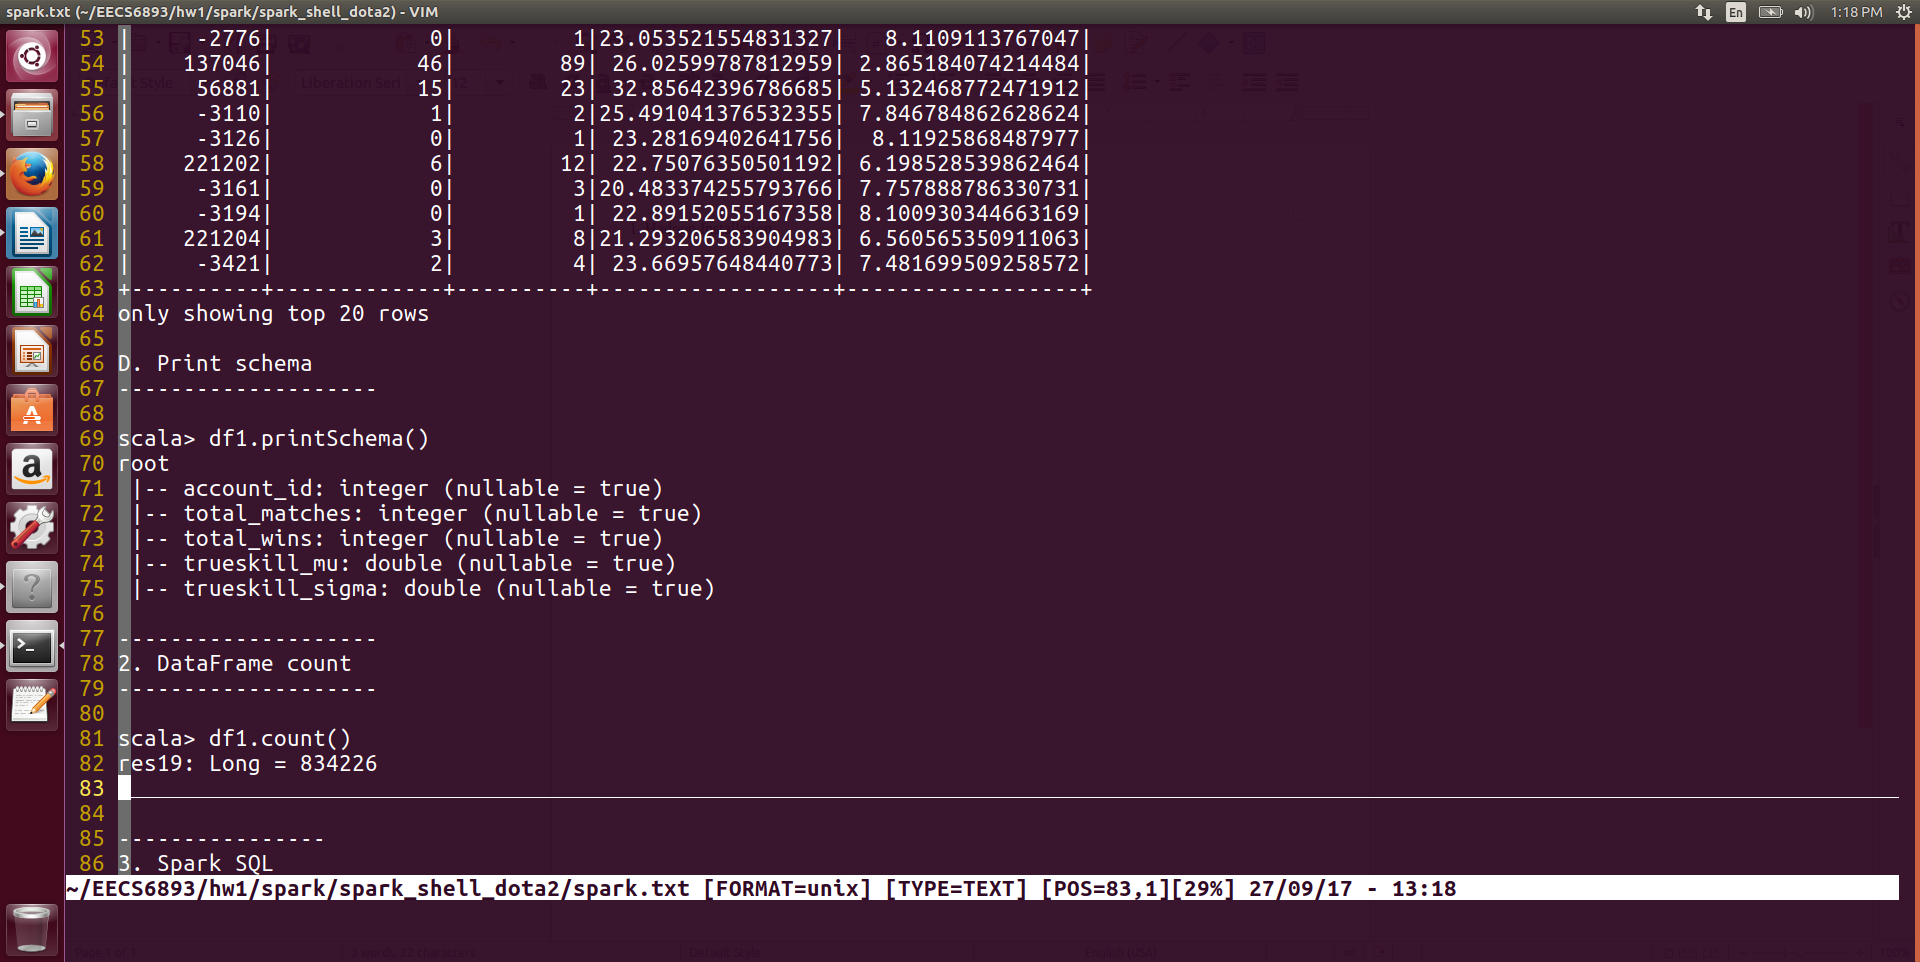 spark.txt (~/EECS6893/hw1/spark/spark_shell_dota2) - VIM En 1:18 PM
53 | -2776| 0| 1|23.053521554831327| 8.1109113767047|
54 | 137046| 46| 89| 26.02599787812959| 2.865184074214484|
55 | 56881| 15| 23| 32.85642396786685| 5.132468772471912|
56 | -3110| 1| 2|25.491041376532355| 7.846784862628624|
57 | -3126| 0| 1| 23.28169402641756| 8.11925868487977|
58 | 221202| 6| 12| 22.75076350501192| 6.198528539862464|
59 | -3161| 0| 3|20.483374255793766| 7.757888786330731|
60 | -3194| 0| 1| 22.89152055167358| 8.100930344663169|
61 | 221204| 3| 8|21.293206583904983| 6.560565350911063|
62 | -3421| 2| 4| 23.66957648440773| 7.481699509258572|
63 +----------+-------------+----------+------------------+------------------+
64 only showing top 20 rows
65
66 D. Print schema
67 --------------------
68
69 scala> df1.printSchema()
70 root
71 |-- account_id: integer (nullable = true)
72 |-- total_matches: integer (nullable = true)
73 |-- total_wins: integer (nullable = true)
74 |-- trueskill_mu: double (nullable = true)
75 |-- trueskill_sigma: double (nullable = true)
76
77 --------------------
78 2. DataFrame count
79 --------------------
80
81 scala> df1.count()
82 res19: Long = 834226
83
84
85 ----------------
86 3. Spark SQL
~/EECS6893/hw1/spark/spark_shell_dota2/spark.txt [FORMAT=unix] [TYPE=TEXT] [POS=83,1][29%] 27/09/17 - 13:18